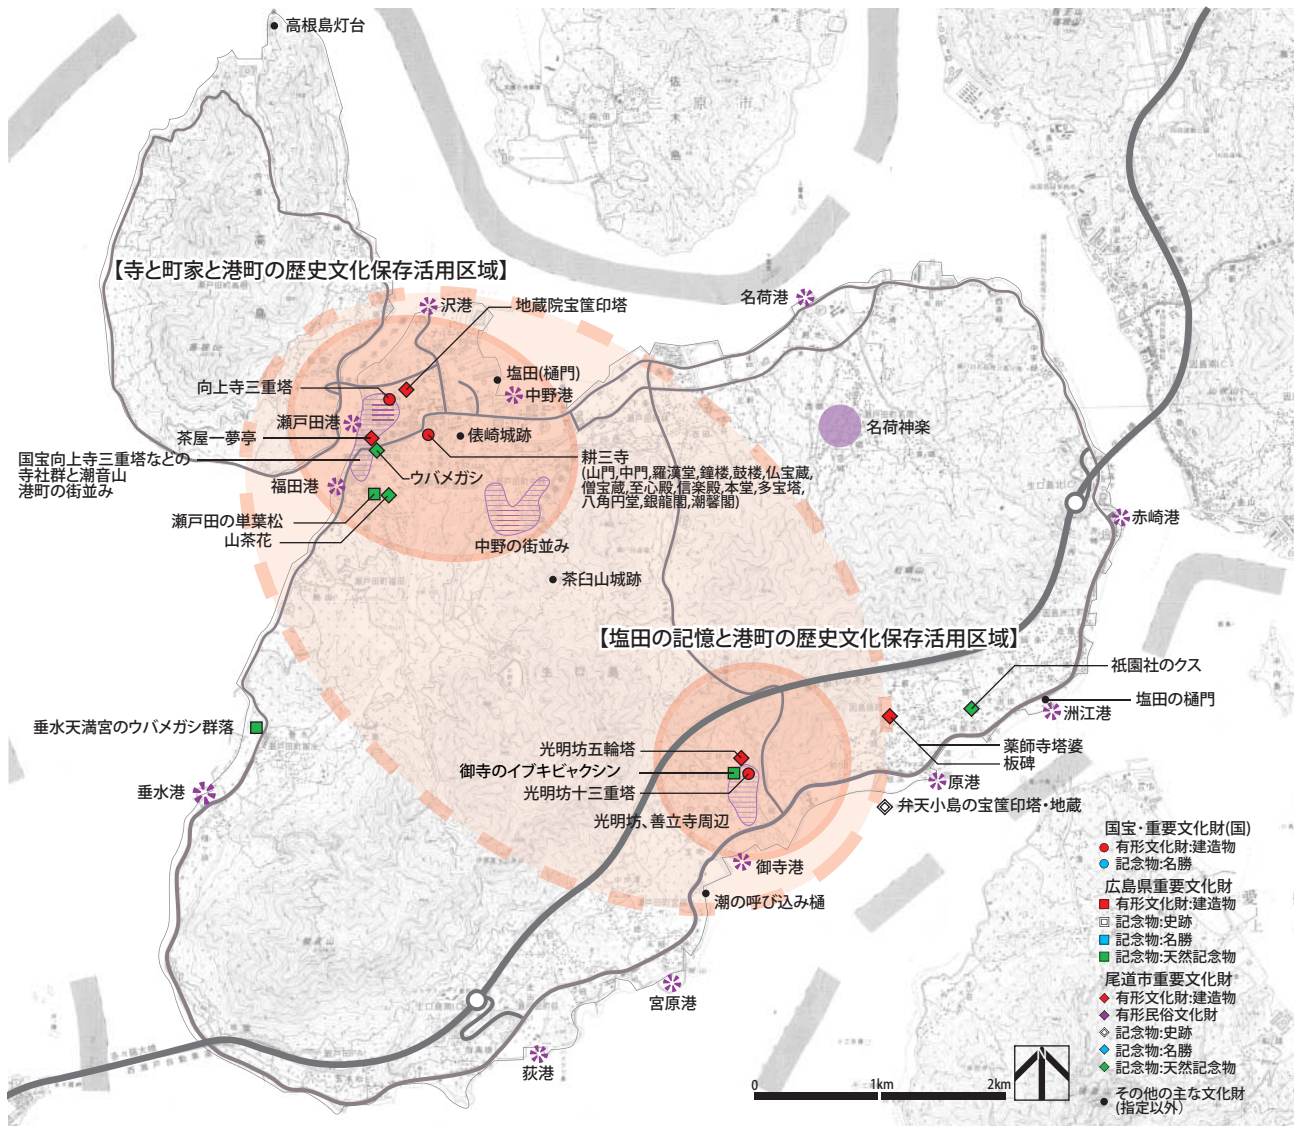 高根島灯台
佐木島
三原市
【寺と町家と港町の歴史文化保存活用区域】
沢港
地蔵院宝篋印塔
名荷港
向上寺三重塔
塩田(樋門)
中野港
瀬戸田港
茶屋一夢亭
俵崎城跡
名荷神楽
国宝向上寺三重塔などの
寺社群と潮音山
港町の街並み
ウバメガシ
耕三寺
(山門,中門,羅漢堂,鐘楼,鼓楼,仏宝蔵,
僧宝蔵,至心殿,信楽殿,本堂,多宝塔,
八角円堂,銀龍閣,潮馨閣)
福田港
瀬戸田の単葉松
山茶花
中野の街並み
赤崎港
茶臼山城跡
【塩田の記憶と港町の歴史文化保存活用区域】
生口島
祇園社のクス
塩田の樋門
洲江港
垂水天満宮のウバメガシ群落
光明坊五輪塔
御寺のイブキビャクシン
光明坊十三重塔
薬師寺塔婆
板碑
垂水港
原港
弁天小島の宝篋印塔・地蔵
光明坊、善立寺周辺
御寺港
潮の呼び込み樋
宮原港
荻港
国宝・重要文化財(国)
有形文化財:建造物
記念物:名勝
広島県重要文化財
有形文化財:建造物
記念物:史跡
記念物:名勝
記念物:天然記念物
尾道市重要文化財
有形文化財:建造物
有形民俗文化財
記念物:史跡
記念物:名勝
記念物:天然記念物
その他の主な文化財
(指定以外)
0 1km 2km
N